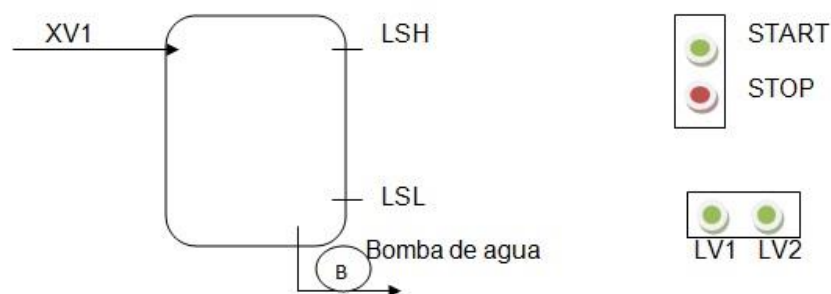 XV1
LSH
LSL
B
Bomba de agua
START
STOP
LV1 LV2